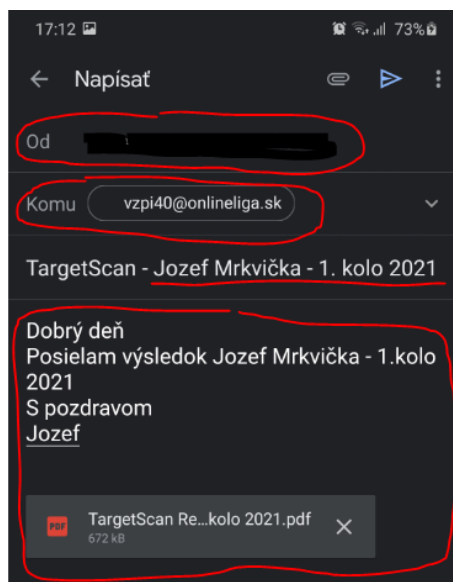 17:12 73%
Napísať
Od
Komu vzpi40@onlineliga.sk
TargetScan - Jozef Mrkvička - 1. kolo 2021
Dobrý deň
Posielam výsledok Jozef Mrkvička - 1.kolo
2021
S pozdravom
Jozef
PDF TargetScan Re...kolo 2021.pdf
672 kB